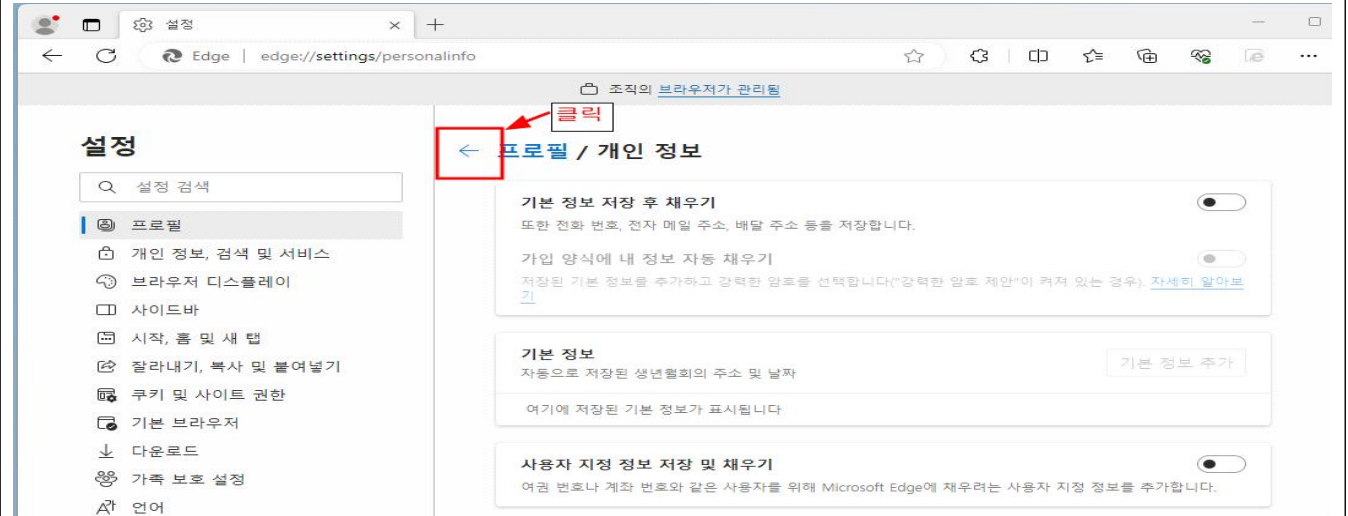 설정
Edge | edge://settings/personalinfo
조직의 브라우저가 관리됨
클릭
설정
← 프로필 / 개인 정보
설정 검색
프로필
개인 정보, 검색 및 서비스
브라우저 디스플레이
사이드바
시작, 홈 및 새 탭
잘라내기, 복사 및 붙여넣기
쿠키 및 사이트 권한
기본 브라우저
다운로드
가족 보호 설정
언어
기본 정보 저장 후 채우기
또한 전화 번호, 전자 메일 주소, 배달 주소 등를 저장합니다.
가입 양식에 내 정보 자동 채우기
저장된 기본 정보를 추가하고 강력한 암호를 선택합니다("강력한 암호 제안"이 켜져 있는 경우). 자세히 알아보
기
기본 정보
기본 정보 추가
자동으로 저장된 생년월회의 주소 및 날짜
여기에 저장된 기본 정보가 표시됩니다
사용자 지정 정보 저장 및 채우기
여권 번호나 계좌 번호와 같은 사용자를 위해 Microsoft Edge에 채우려는 사용자 지정 정보를 추가합니다.